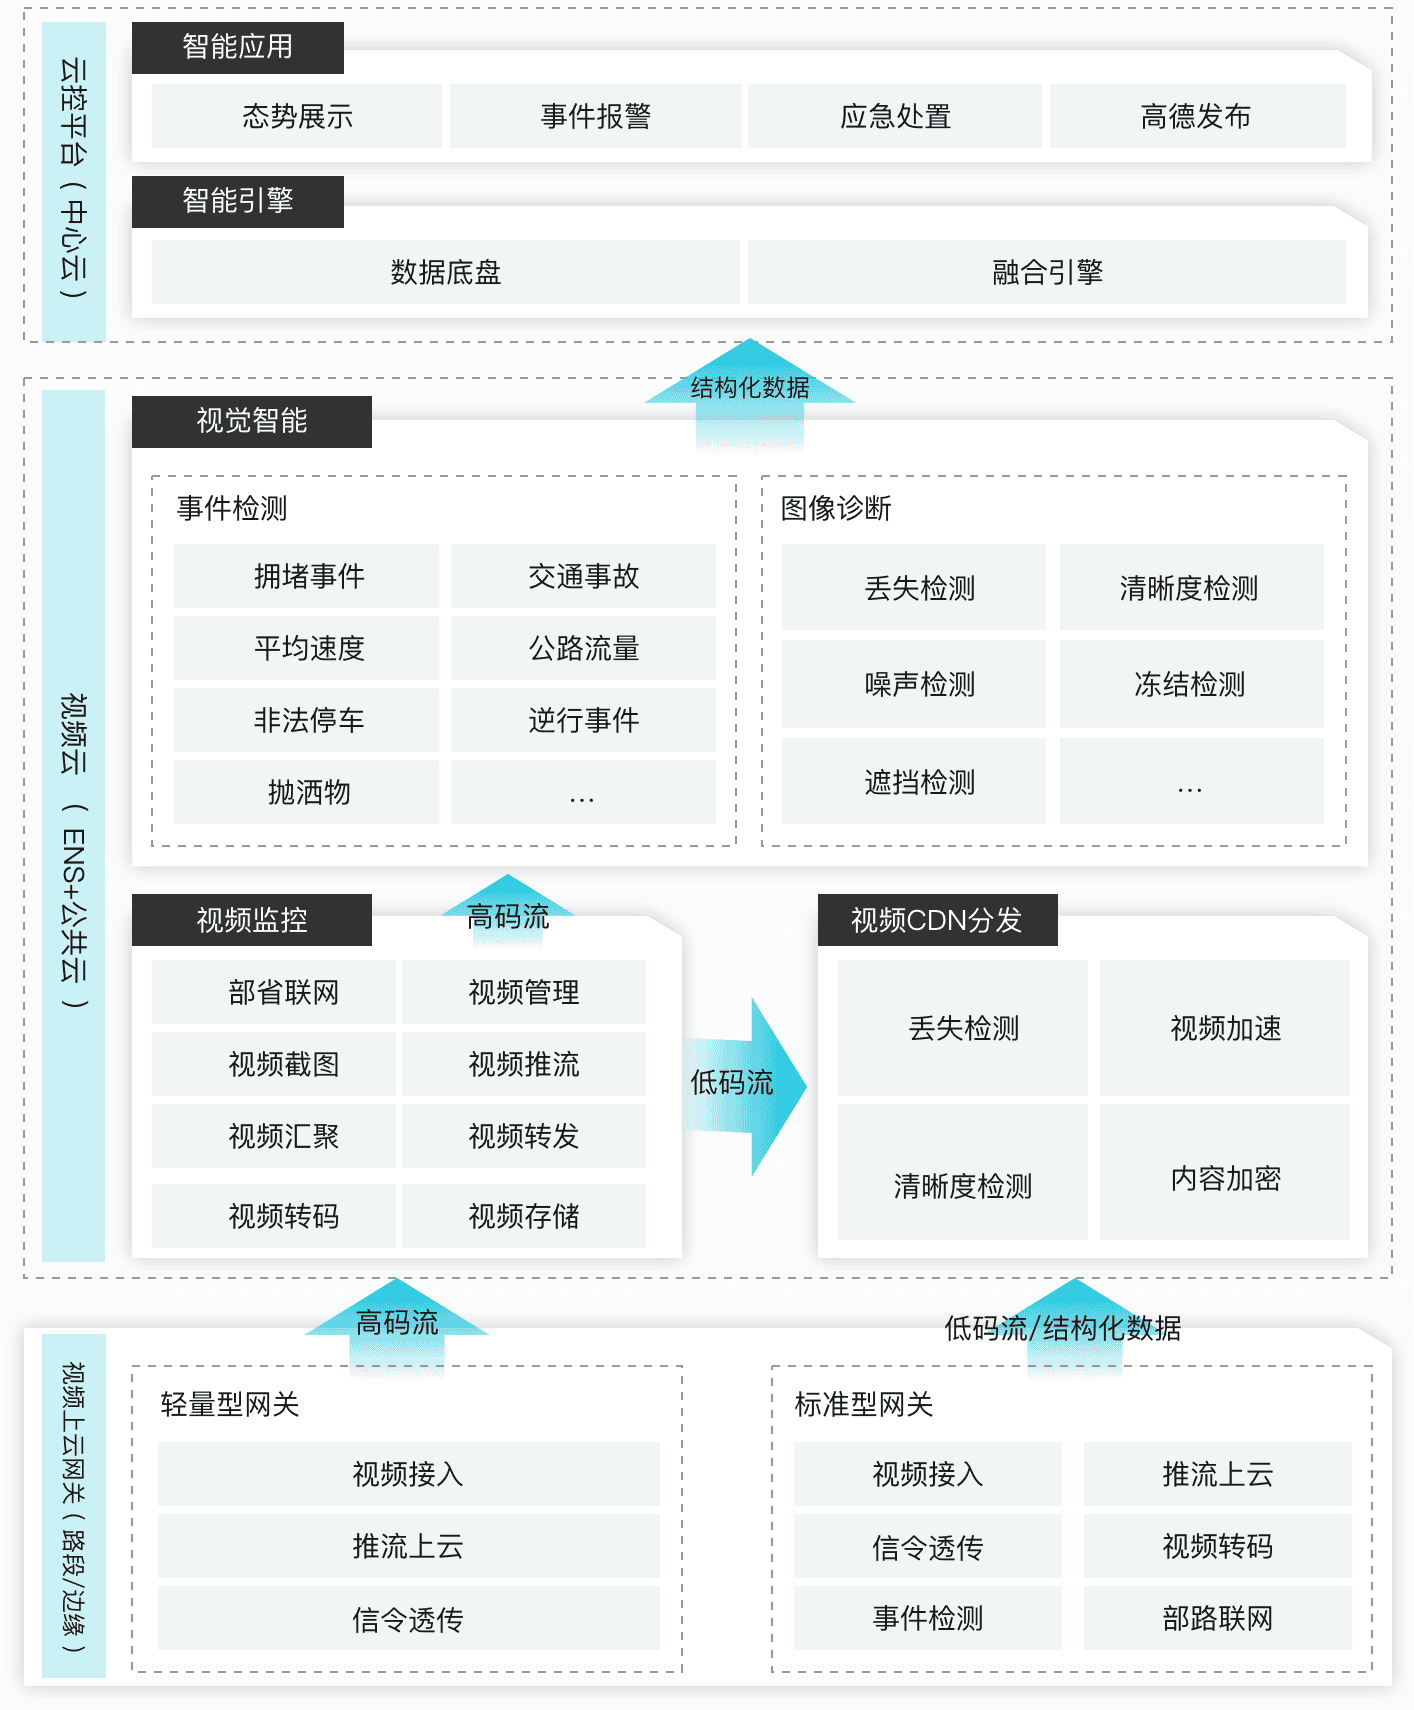 云控平台（中心云）
智能应用
态势展示
事件报警
应急处置
高德发布
智能引擎
数据底盘
融合引擎
结构化数据
视频云（ENS+公共云）
视觉智能
事件检测
拥堵事件
交通事故
平均速度
公路流量
非法停车
逆行事件
抛洒物
...
图像诊断
丢失检测
清晰度检测
噪声检测
冻结检测
遮挡检测
...
高码流
视频监控
部省联网
视频管理
视频截图
视频推流
视频汇聚
视频转发
视频转码
视频存储
低码流
视频CDN分发
丢失检测
视频加速
清晰度检测
内容加密
高码流
低码流/结构化数据
视频上云网关（路段/边缘）
轻量型网关
视频接入
推流上云
信令透传
标准型网关
视频接入
推流上云
信令透传
视频转码
事件检测
部路联网